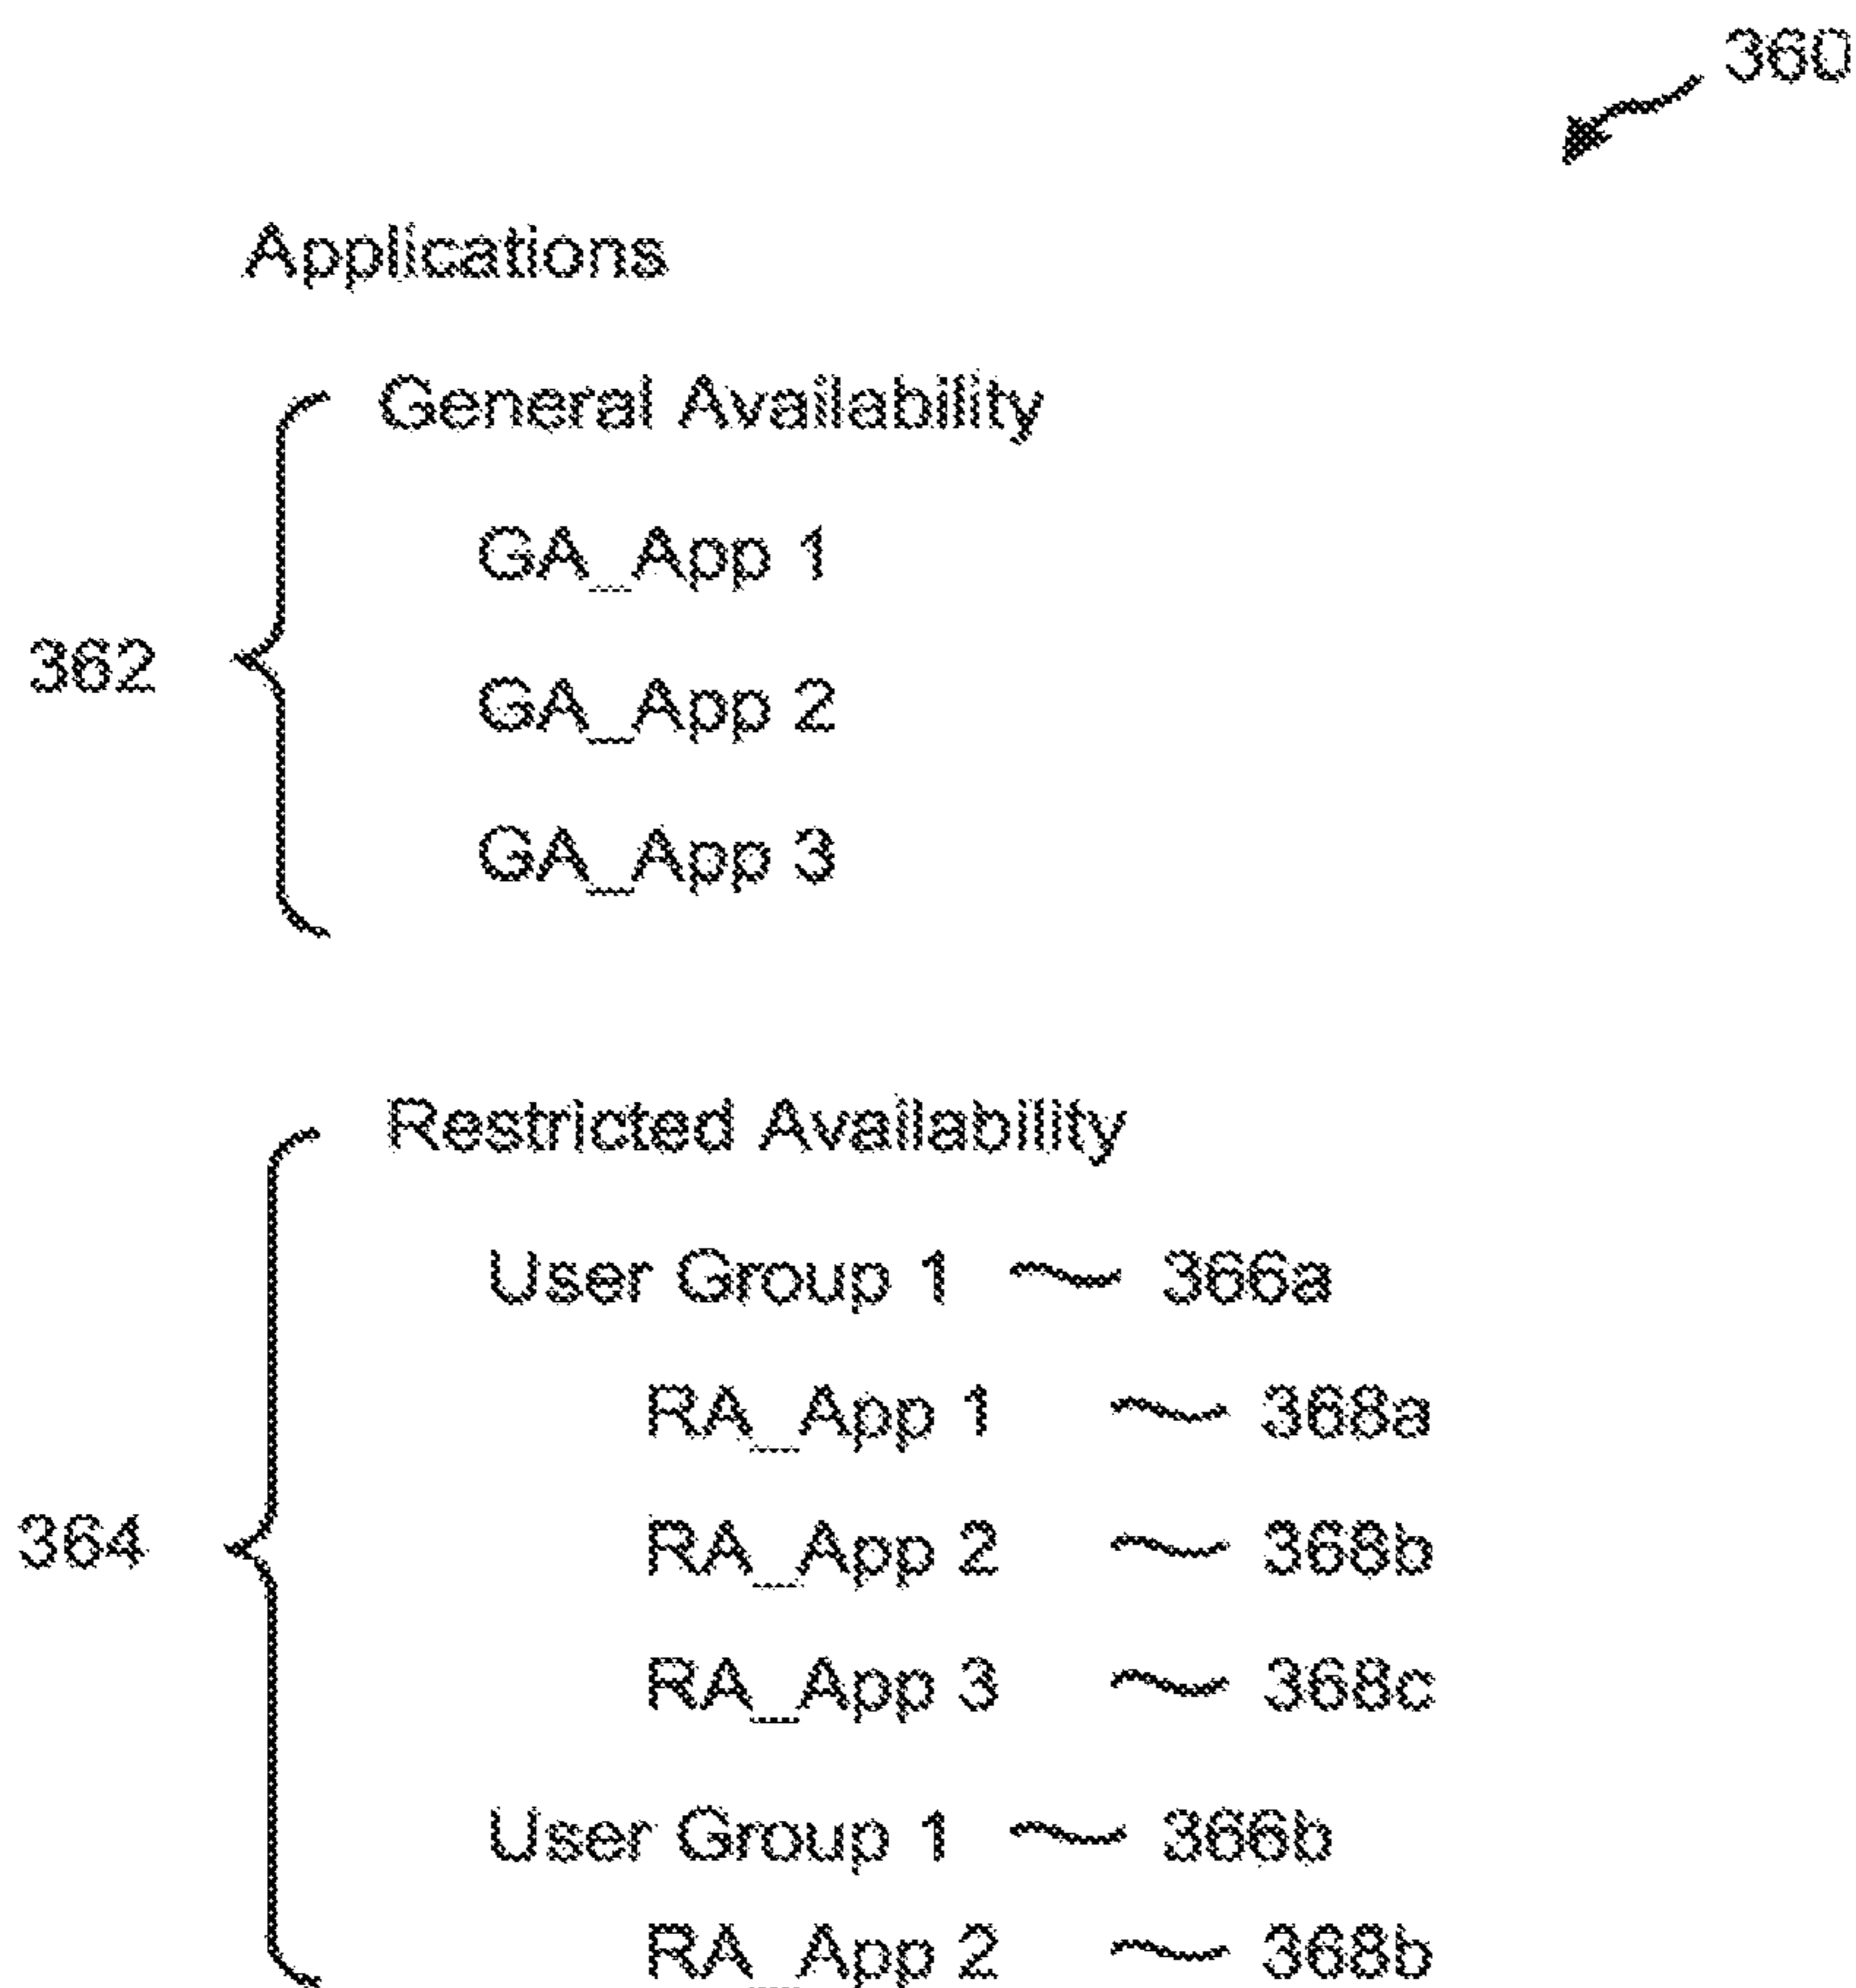 360
Applications
General Availability
GA_App 1
362
GA_App 2
GA_App 3
Restricted Availability
User Group 1 366a
RA_App 1 368a
364
RA_App 2 368b
RA_App 3 368c
User Group 1 366b
RA_App 2 368b